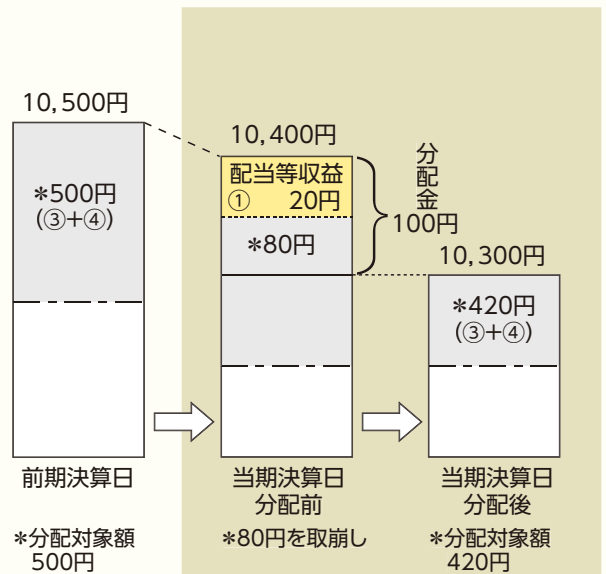 10,500円
*500円
(③+④)
前期決算日
*分配対象額
500円
10,400円
配当等収益
① 20円
*80円
分配金
100円
当期決算日
分配前
*80円を取崩し
10,300円
*420円
(③+④)
当期決算日
分配後
*分配対象額
420円